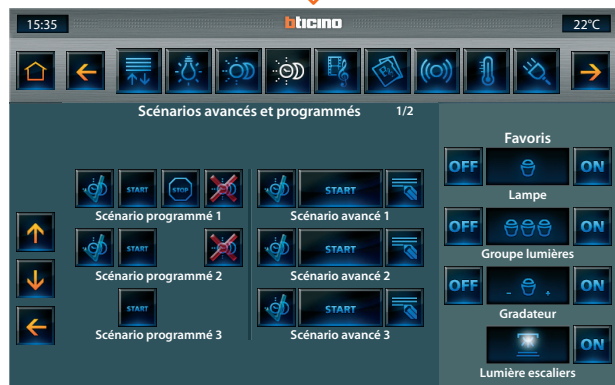 15:35
bticino
22°C
Scénarios avancés et programmés
1/2
Favoris
START
STOP
START
OFF
ON
Lampe
Scénario programmé 1
Scénario avancé 1
START
START
OFF
ON
Groupe lumières
Scénario programmé 2
Scénario avancé 2
OFF
ON
Gradateur
START
START
Scénario programmé 3
Scénario avancé 3
ON
Lumière escaliers